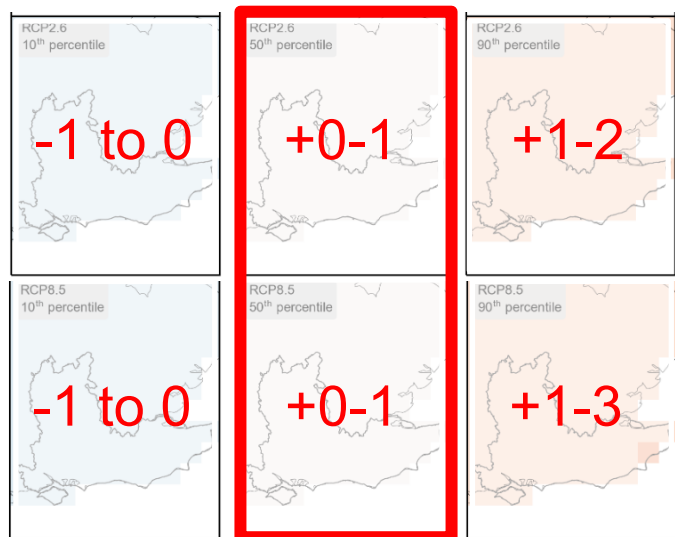 RCP2.6
10th percentile
-1 to 0
RCP2.6
50th percentile
+0-1
RCP2.6
90th percentile
+1-2
RCP8.5
10th percentile
-1 to 0
RCP8.5
50th percentile
+0-1
RCP8.5
90th percentile
+1-3